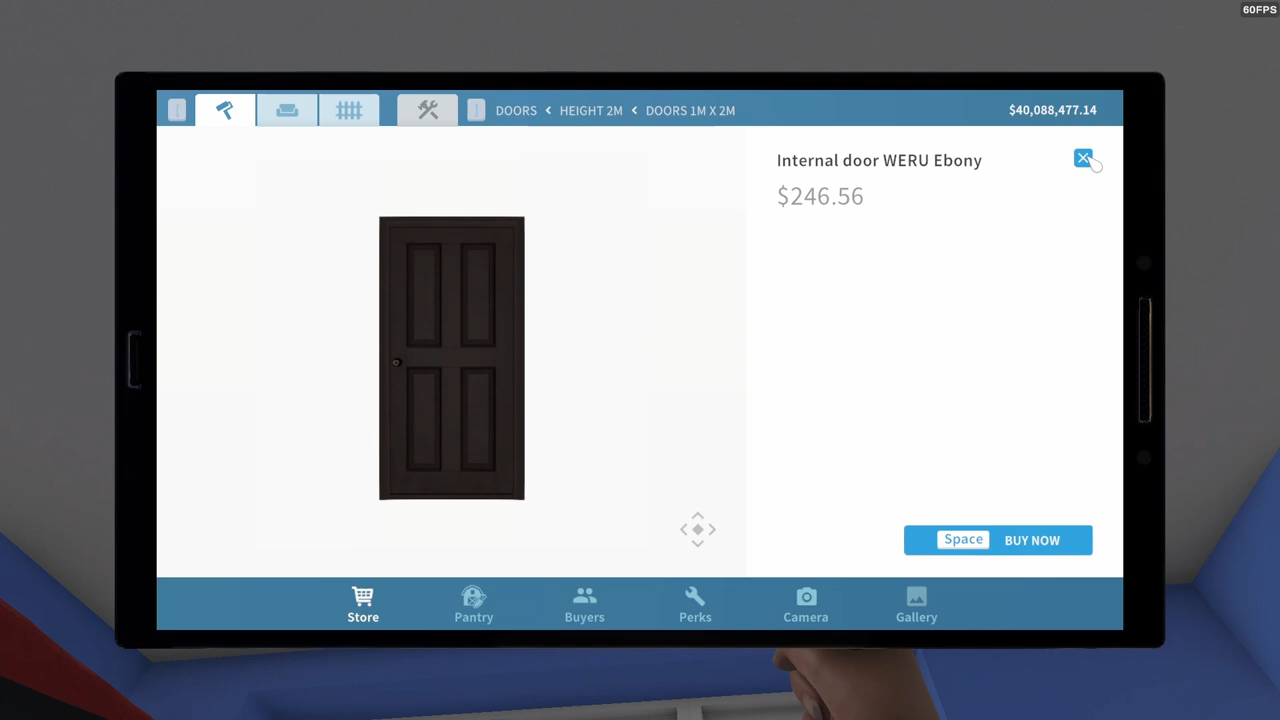 60FPS
DOORS < HEIGHT 2M < DOORS 1M X 2M $40,088,477.14
Internal door WERU Ebony
$246.56
Space BUY NOW
Store Pantry Buyers Perks Camera Gallery